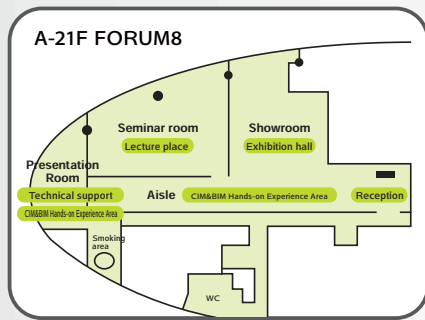 A-21F FORUM8
Seminar room
Lecture place
Showroom
Exhibition hall
Presentation
Room
Technical support
CIM&BIM Hands-on Experience Area
Aisle
CIM&BIM Hands-on Experience Area
Reception
Smoking
area
WC